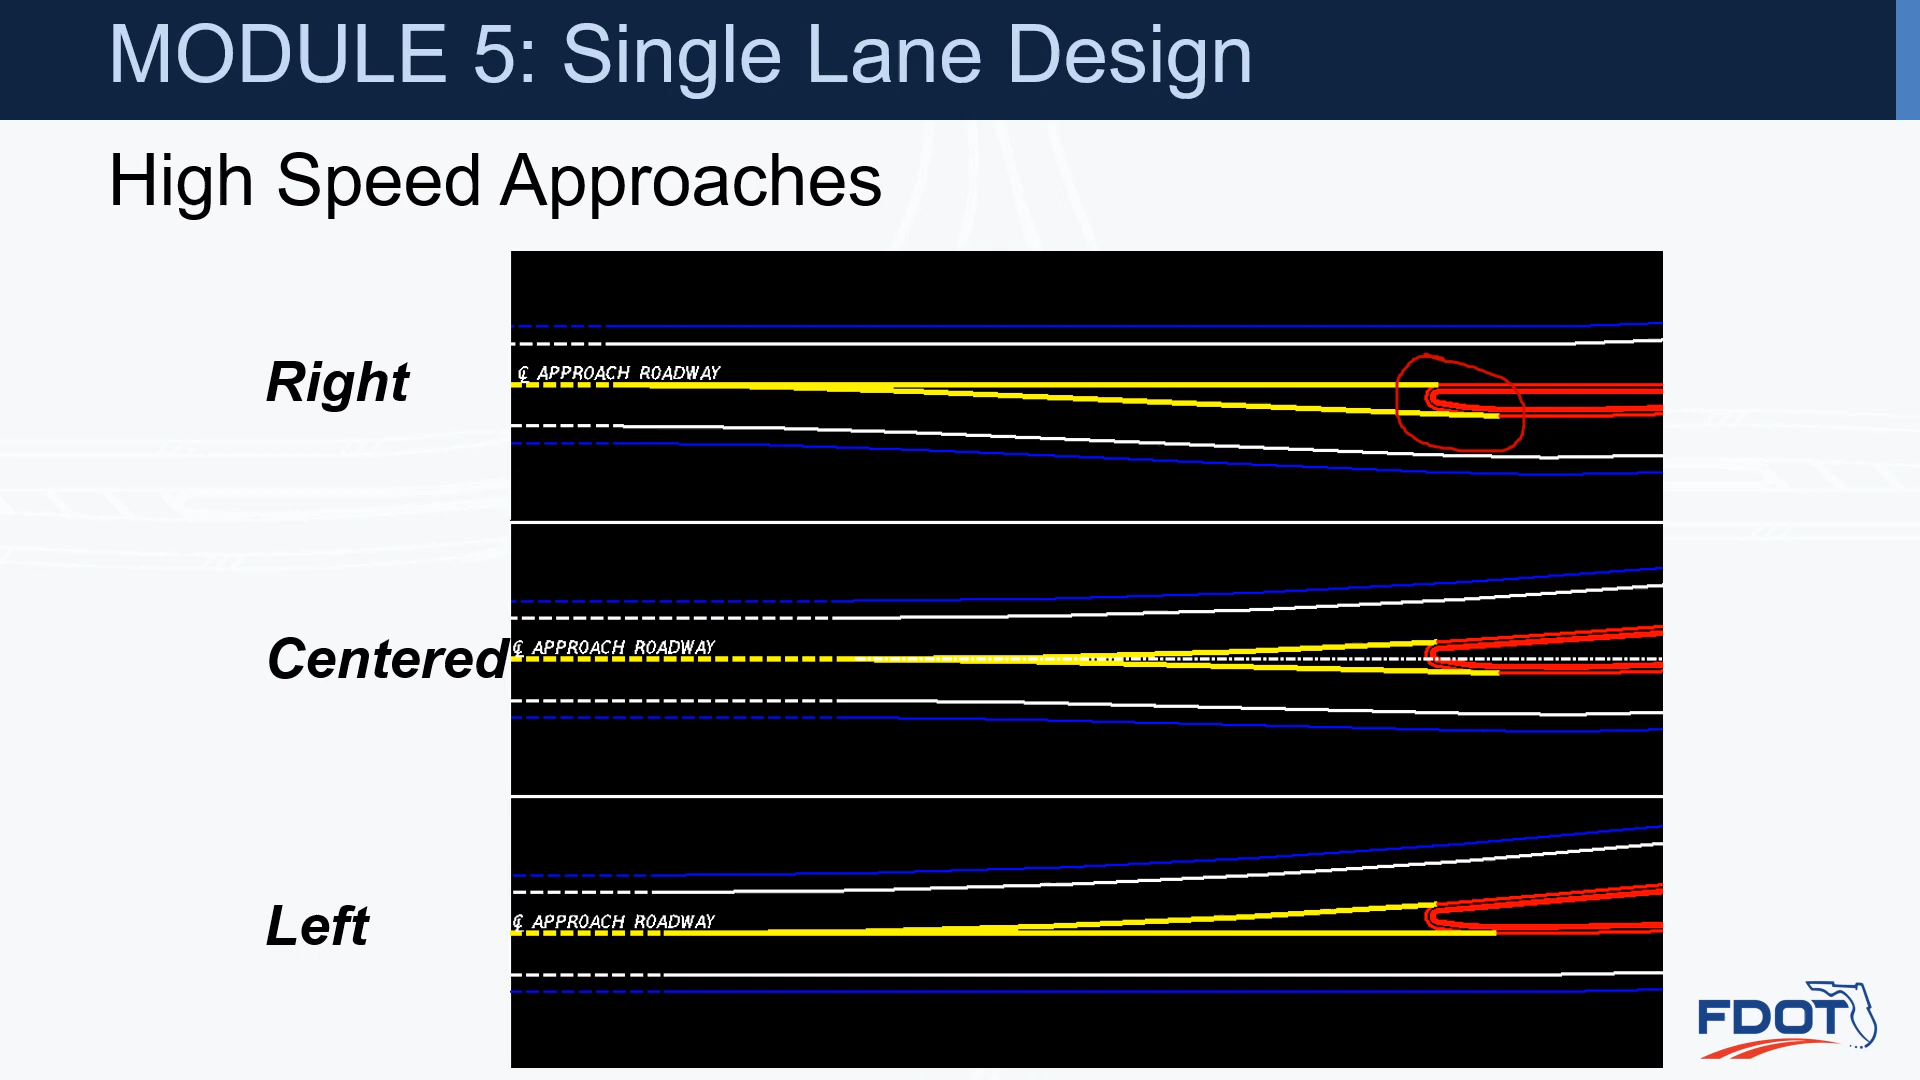 MODULE 5: Single Lane Design
High Speed Approaches
Right
℄ APPROACH ROADWAY
Centered
℄ APPROACH ROADWAY
Left
℄ APPROACH ROADWAY
FDOT